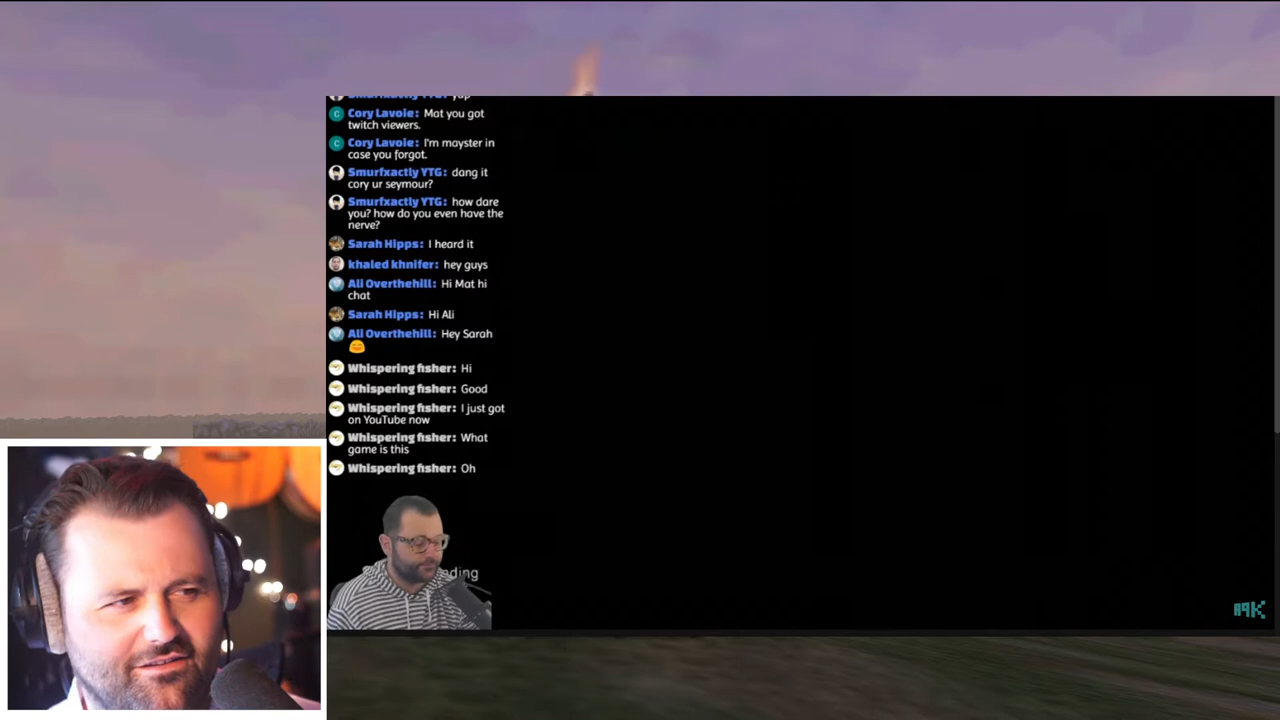 Smurfxactly YTG: yup
Cory Lavoie: Mat you got
twitch viewers.
Cory Lavoie: I'm mayster in
case you forgot.
Smurfxactly YTG: dang it
cory ur seymour?
Smurfxactly YTG: how dare
you? how do you even have the
nerve?
Sarah Hipps: I heard it
khaled khnifer: hey guys
Ali Overthehill: Hi Mat hi
chat
Sarah Hipps: Hi Ali
Ali Overthehill: Hey Sarah
Whispering fisher: Hi
Whispering fisher: Good
Whispering fisher: I just got
on YouTube now
Whispering fisher: What
game is this
Whispering fisher: Oh
ading